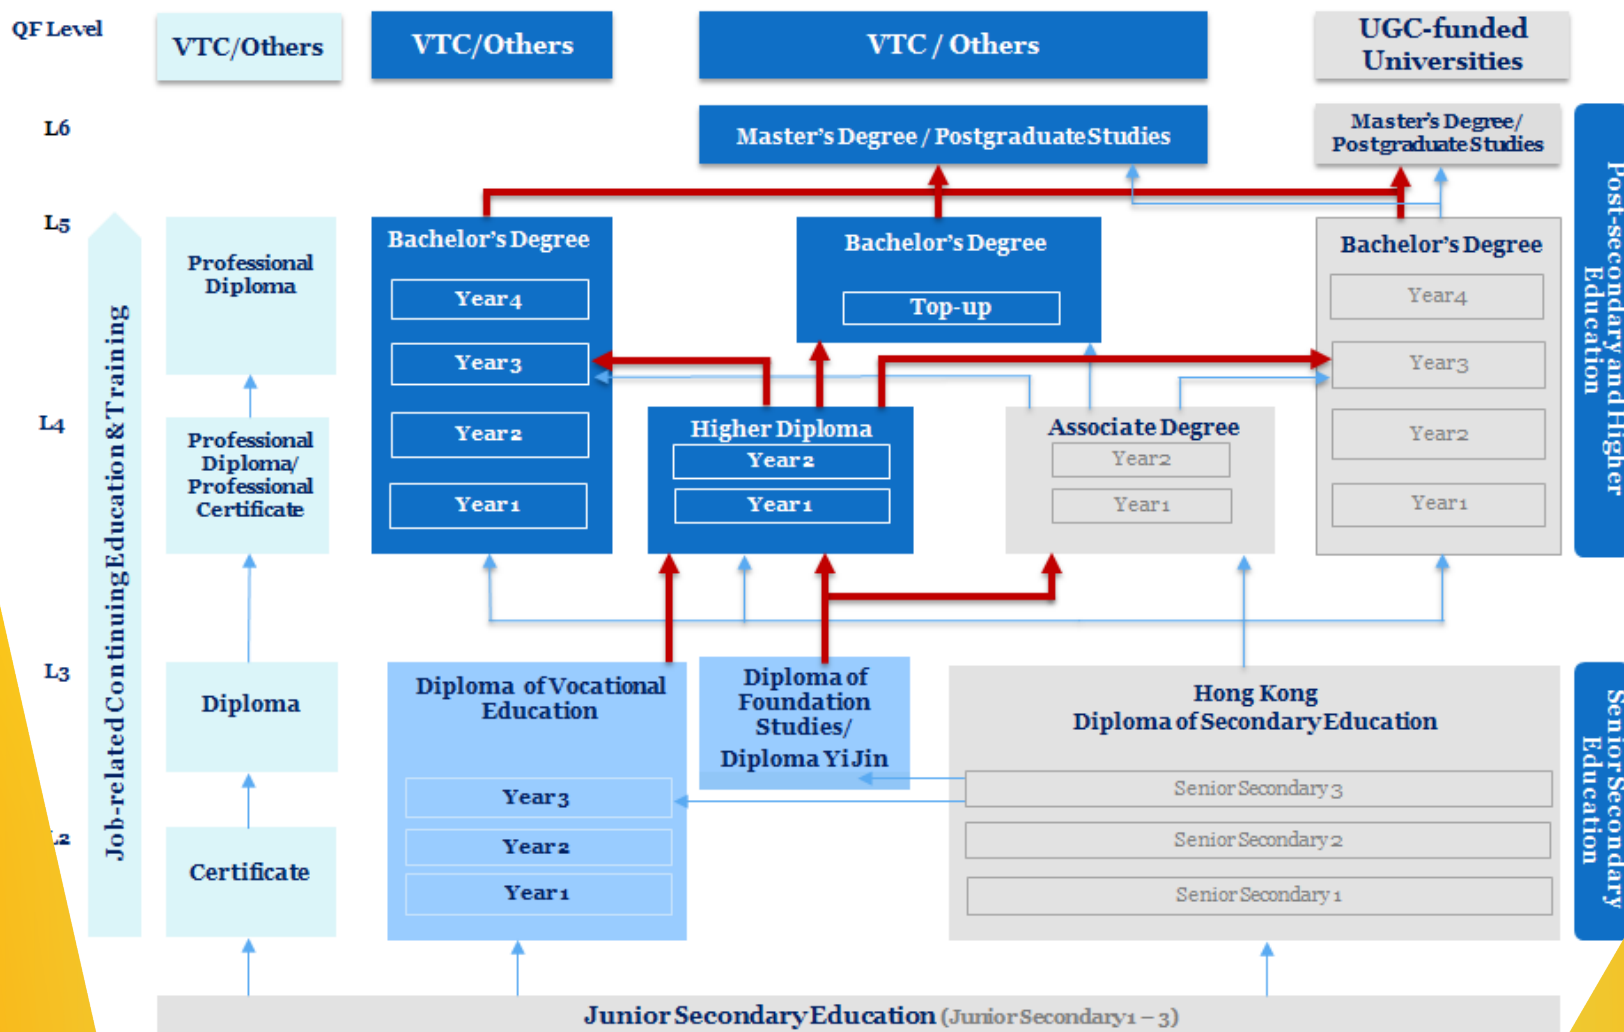 QF Level
VTC/Others
VTC/Others
VTC / Others
UGC-funded
Universities
L6
Master's Degree / Postgraduate Studies
Master's Degree/
Postgraduate Studies
L5
Professional
Diploma
Bachelor's Degree
Year 4
Year 3
Year 2
Year 1
Bachelor's Degree
Top-up
Bachelor's Degree
Year 4
Year 3
Year 2
Year 1
L4
Professional
Diploma/
Professional
Certificate
Higher Diploma
Year 2
Year 1
Associate Degree
Year 2
Year 1
Post-secondary and Higher
Education
Job-related Continuing Education & Training
L3
Diploma
Diploma of Vocational
Education
Year 3
Year 2
Year 1
Diploma of
Foundation
Studies/
Diploma Yi Jin
Hong Kong
Diploma of Secondary Education
Senior Secondary 3
Senior Secondary 2
Senior Secondary 1
Senior Secondary
Education
L2
Certificate
Junior Secondary Education (Junior Secondary 1 – 3)